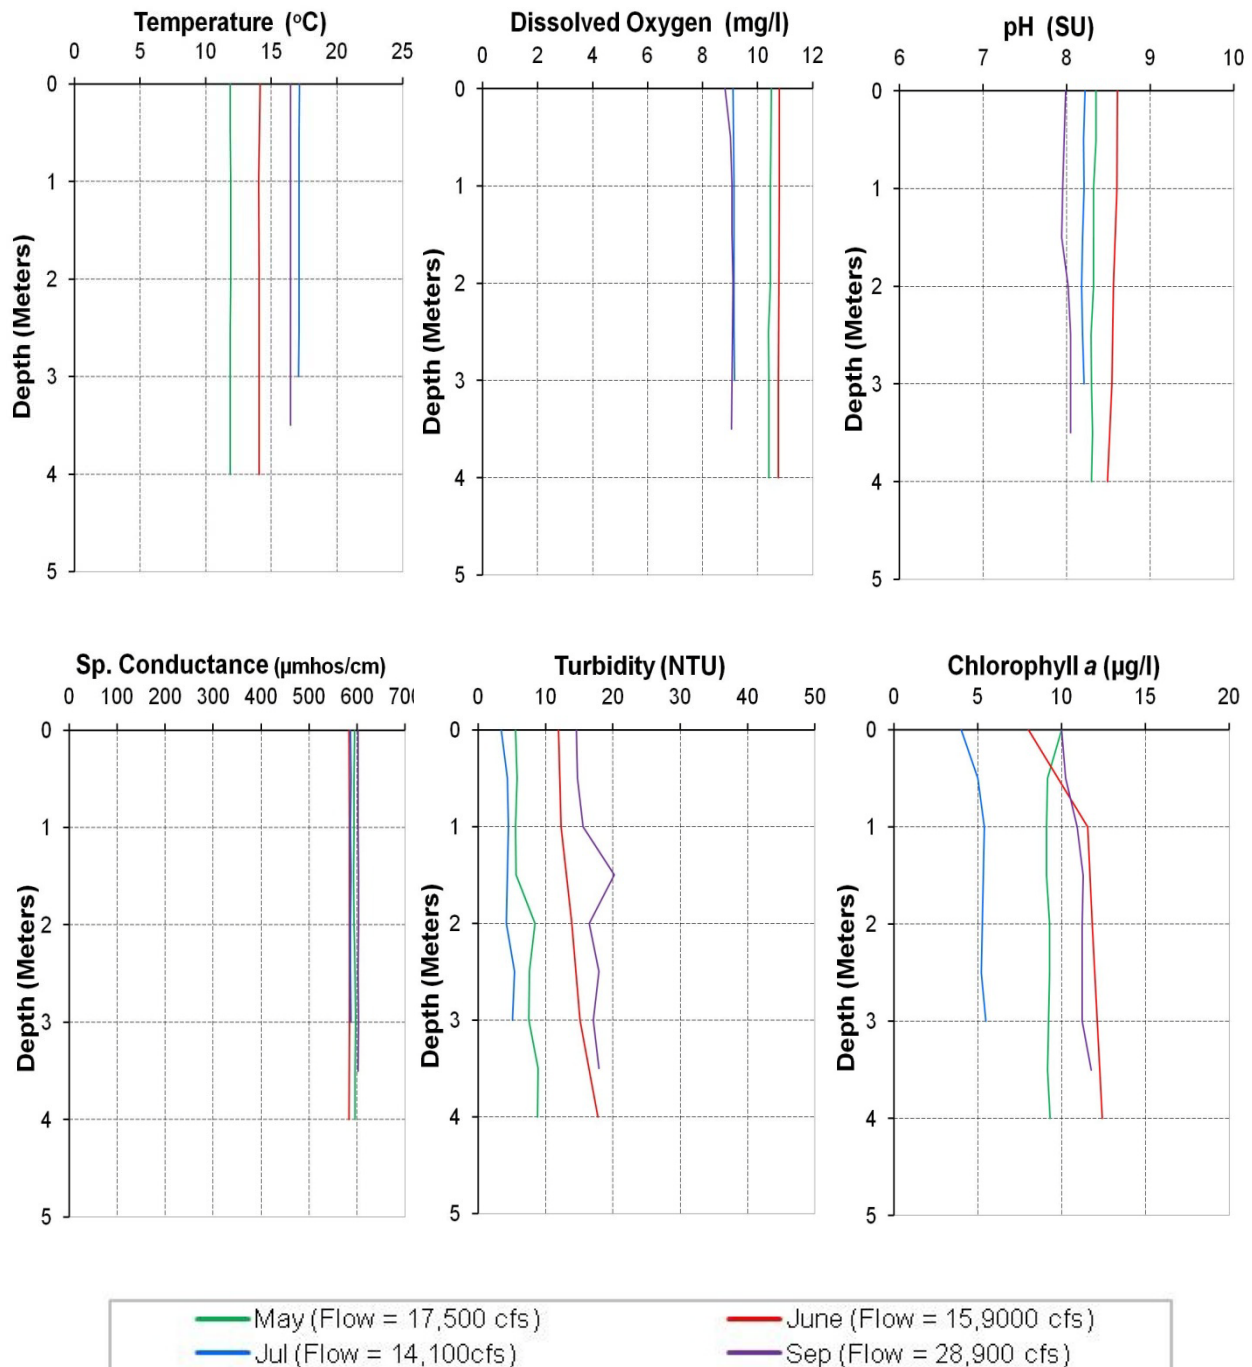 Temperature (ºC)
0 5 10 15 20 25
0
1
2
3
4
5
Depth (Meters)
Dissolved Oxygen (mg/l)
0 2 4 6 8 10 12
0
1
2
3
4
5
Depth (Meters)
pH (SU)
6 7 8 9 10
0
1
2
3
4
5
Depth (Meters)
Sp. Conductance (µmhos/cm)
0 100 200 300 400 500 600 700
0
1
2
3
4
5
Depth (Meters)
Turbidity (NTU)
0 10 20 30 40 50
0
1
2
3
4
5
Depth (Meters)
Chlorophyll a (µg/l)
0 5 10 15 20
0
1
2
3
4
5
Depth (Meters)
May (Flow = 17,500 cfs) June (Flow = 15,9000 cfs)
Jul (Flow = 14,100cfs) Sep (Flow = 28,900 cfs)